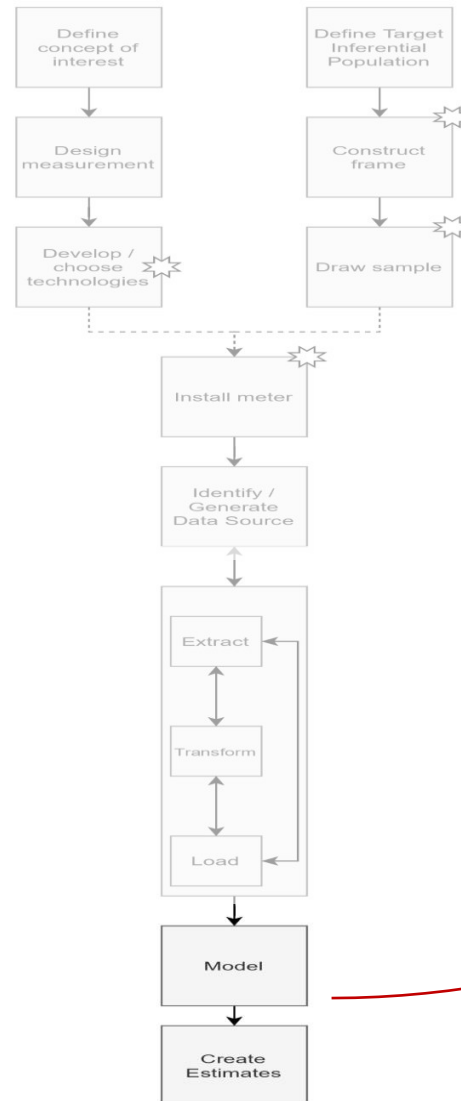 Define
concept of
interest
Define Target
Inferential
Population
Design
measurement
Construct
frame
Develop /
choose
technologies
Draw sample
Install meter
Identify /
Generate
Data Source
Extract
Transform
Load
Model
Create
Estimates